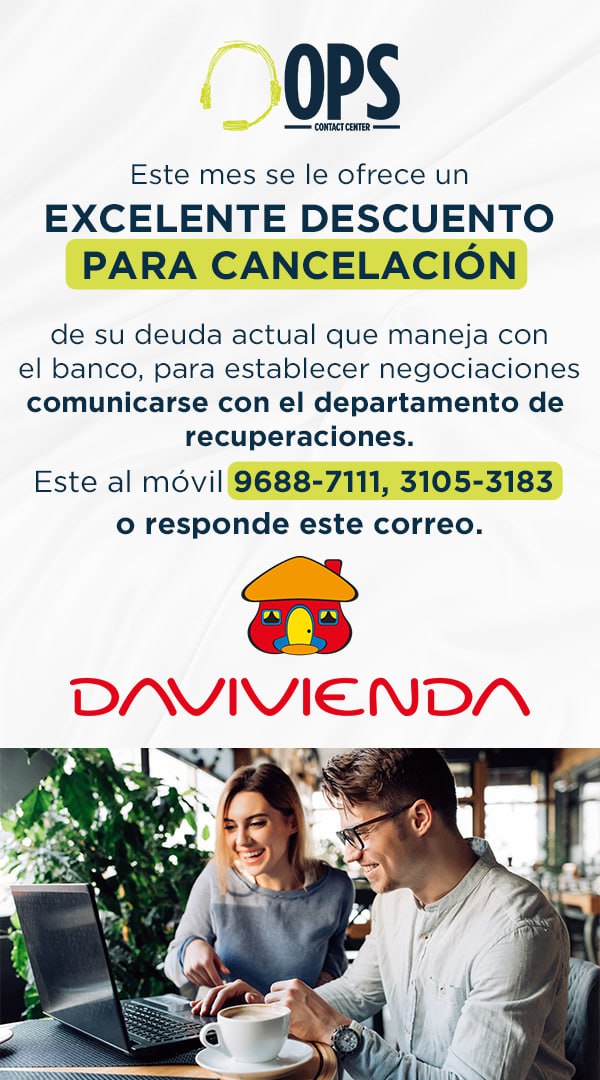 OPS
CONTACT CENTER
Este mes se le ofrece un
EXCELENTE DESCUENTO
PARA CANCELACIÓN
de su deuda actual que maneja con
el banco, para establecer negociaciones
comunicarse con el departamento de
recuperaciones.
Este al móvil 9688-7111, 3105-3183
o responde este correo.
DAVIVIENDA